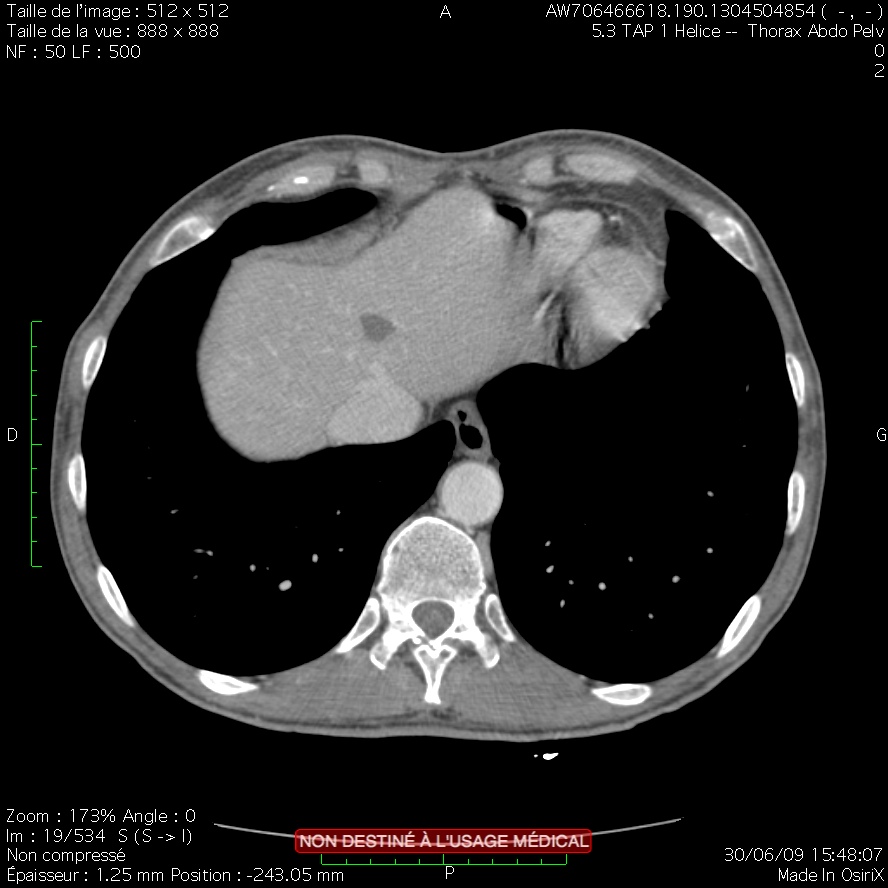 Taille de l'image : 512 x 512
Taille de la vue : 888 x 888
NF : 50 LF : 500
A
AW706466618.190.1304504854 ( -, - )
5.3 TAP 1 Helice -- Thorax Abdo Pelv
0
2
D
G
Zoom : 173% Angle : 0
Im : 19/534 S (S -> I)
Non compressé
Épaisseur : 1.25 mm Position : -243.05 mm
NON DESTINÉ À L'USAGE MÉDICAL
P
30/06/09 15:48:07
Made In OsiriX